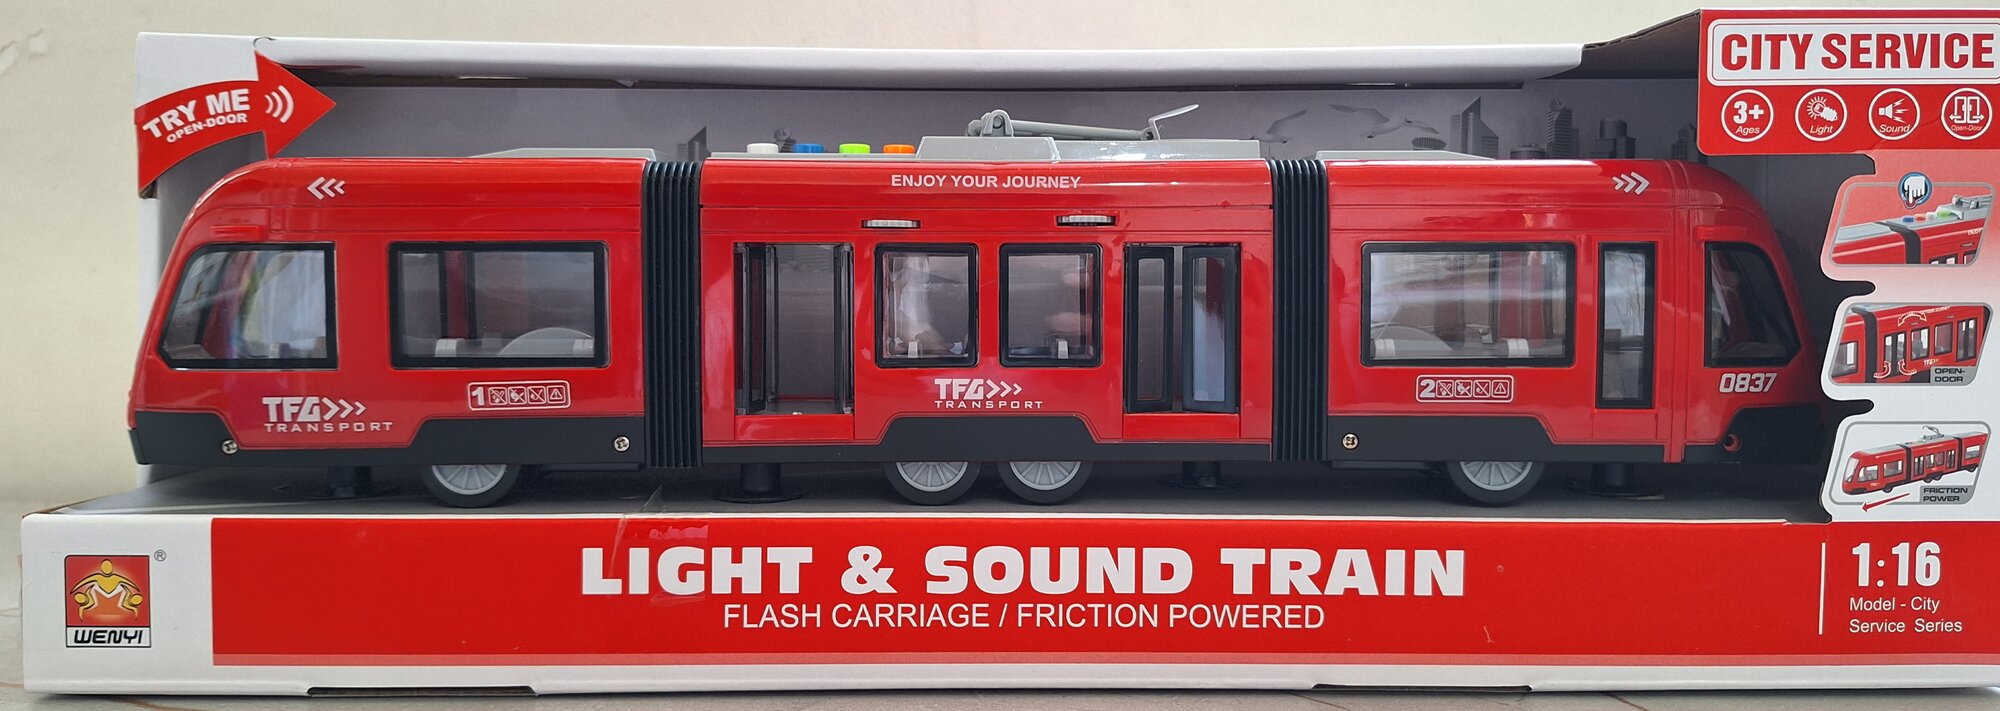 TRY ME
OPEN-DOOR
CITY SERVICE
3+
Ages
Light
Sound
Open-Door
ENJOY YOUR JOURNEY
TFG
TRANSPORT
1
TFG
TRANSPORT
2
0837
OPEN-
DOOR
FRICTION
POWER
WENYI
®
LIGHT & SOUND TRAIN
FLASH CARRIAGE / FRICTION POWERED
1:16
Model - City
Service Series